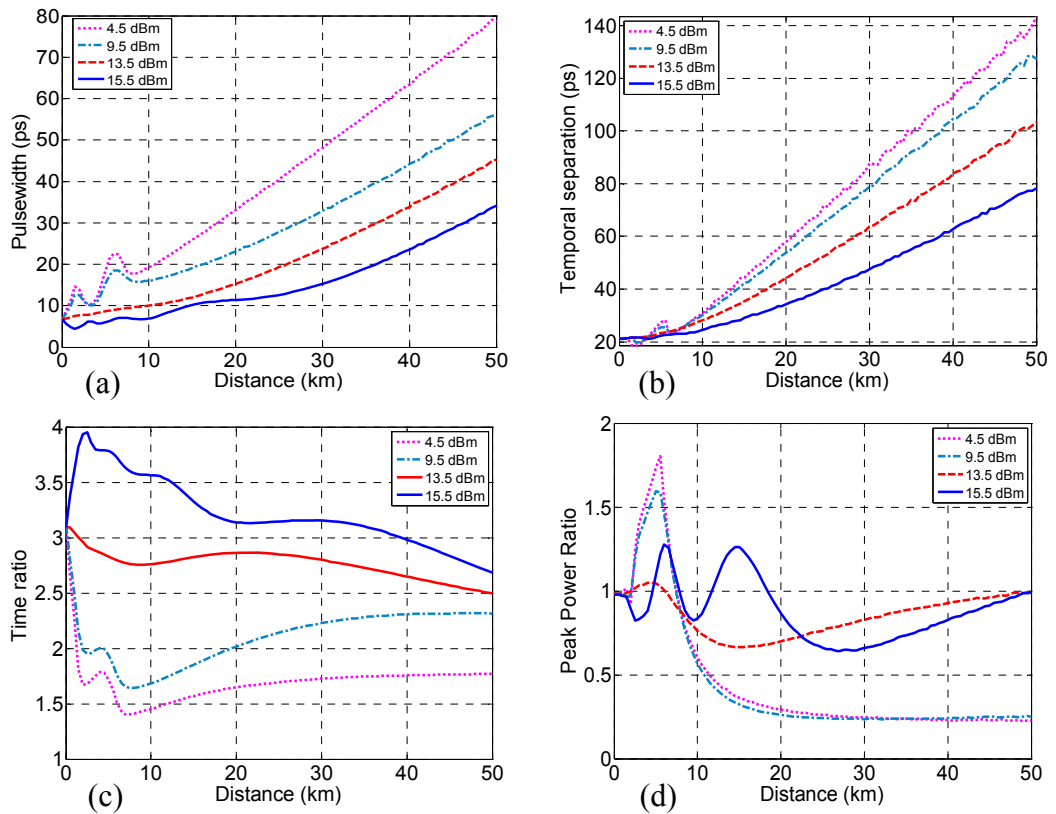 80
70
60
50
40
30
20
10
0
Pulsewidth (ps)
4.5 dBm
9.5 dBm
13.5 dBm
15.5 dBm
0 10 20 30 40 50
Distance (km)
(a)
140
120
100
80
60
40
20
Temporal separation (ps)
4.5 dBm
9.5 dBm
13.5 dBm
15.5 dBm
0 10 20 30 40 50
Distance (km)
(b)
4
3.5
3
2.5
2
1.5
1
Time ratio
4.5 dBm
9.5 dBm
13.5 dBm
15.5 dBm
0 10 20 30 40 50
Distance (km)
(c)
2
1.5
1
0.5
0
Peak Power Ratio
4.5 dBm
9.5 dBm
13.5 dBm
15.5 dBm
0 10 20 30 40 50
Distance (km)
(d)